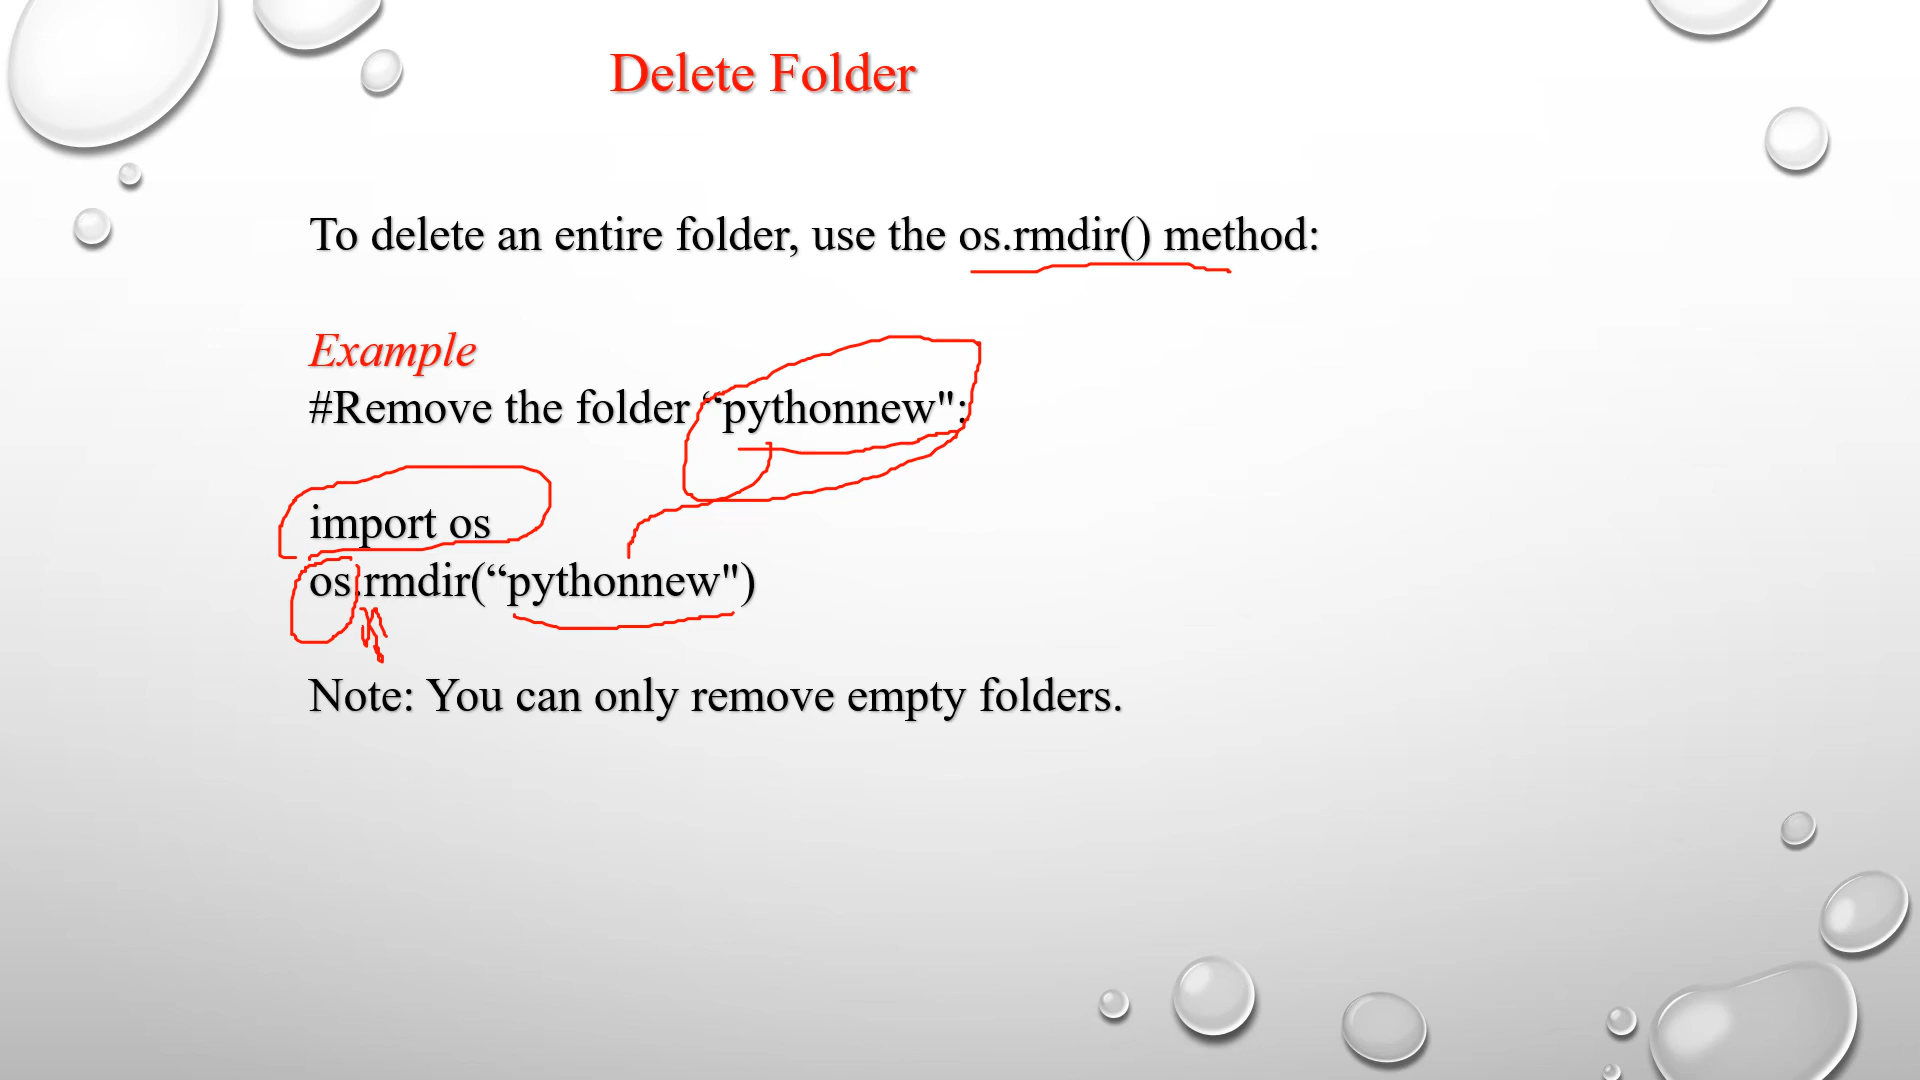 Delete Folder
To delete an entire folder, use the os.rmdir() method:
Example
#Remove the folder “pythonnew":
import os
os.rmdir(“pythonnew")
Note: You can only remove empty folders.